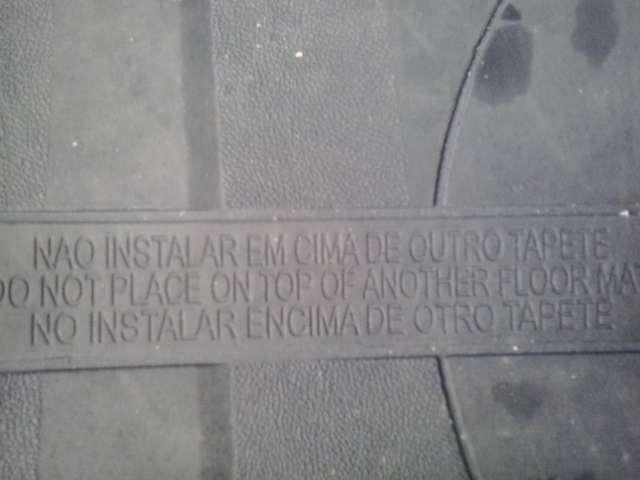 NAO INSTALAR EM CIMA DE OUTRO TAPETE
DO NOT PLACE ON TOP OF ANOTHER FLOOR MAT
NO INSTALAR ENCIMA DE OTRO TAPETE